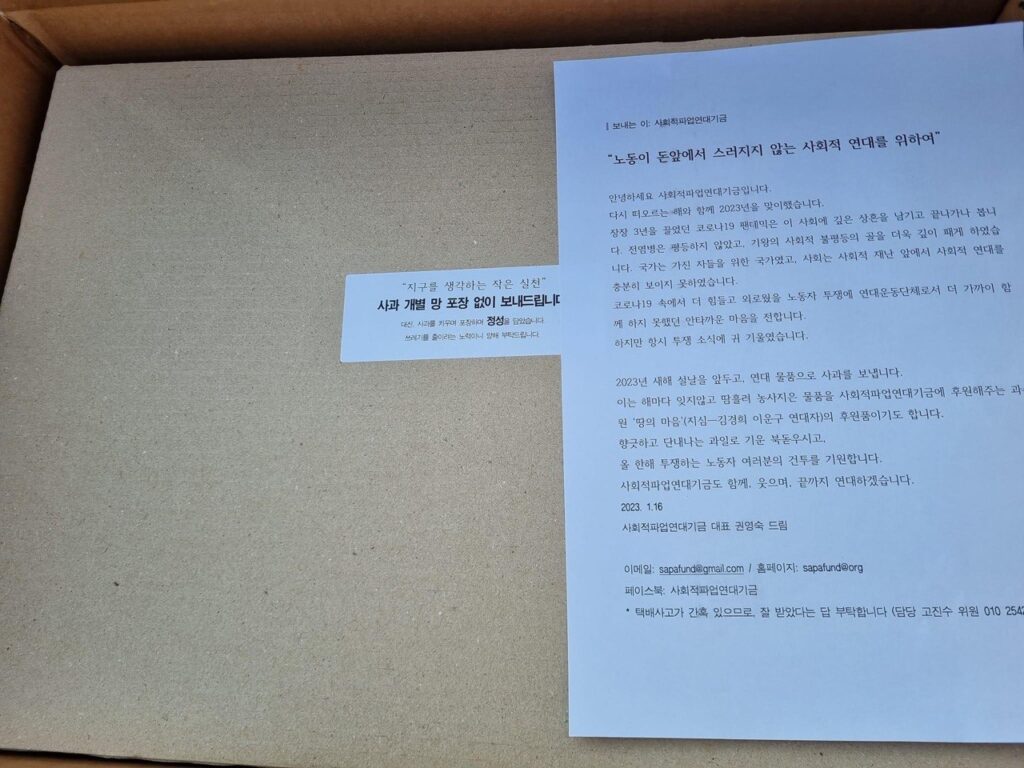 "지구를 생각하는 작은 실천"
사과 개별 망 포장 없이 보내드립니다
대신, 사과를 키우며 포장하며 정성을 담았습니다.
쓰레기를 줄이려는 노력이니 양해 부탁드립니다.
보내는 이: 사회적파업연대기금
"노동이 돈앞에서 스러지지 않는 사회적 연대를 위하여"
안녕하세요 사회적파업연대기금입니다.
다시 떠오르는 해와 함께 2023년을 맞이했습니다.
장장 3년을 끌었던 코로나19 팬데믹은 이 사회에 깊은 상흔을 남기고 끝나가나 봅니
다. 전염병은 평등하지 않았고, 기왕의 사회적 불평등의 골을 더욱 깊이 패게 하였습
니다. 국가는 가진 자들을 위한 국가였고, 사회는 사회적 재난 앞에서 사회적 연대를
충분히 보이지 못하였습니다.
코로나19 속에서 더 힘들고 외로웠을 노동자 투쟁에 연대운동단체로서 더 가까이 함
께 하지 못했던 안타까운 마음을 전합니다.
하지만 항시 투쟁 소식에 귀 기울였습니다.
2023년 새해 설날을 앞두고, 연대 물품으로 사과를 보냅니다.
이는 해마다 잊지않고 땀흘려 농사지은 물품을 사회적파업연대기금에 후원해주는 과수
원 '땅의 마음'(지심―김경희 이운구 연대자)의 후원품이기도 합니다.
향긋하고 단내나는 과일로 기운 북돋우시고,
올 한해 투쟁하는 노동자 여러분의 건투를 기원합니다.
사회적파업연대기금도 함께, 웃으며, 끝까지 연대하겠습니다.
2023. 1.16
사회적파업연대기금 대표 권영숙 드림
이메일: sapafund@gmail.com / 홈페이지: sapafund@org
페이스북: 사회적파업연대기금
* 택배사고가 간혹 있으므로, 잘 받았다는 답 부탁합니다 (담당 고진수 위원 010 2542